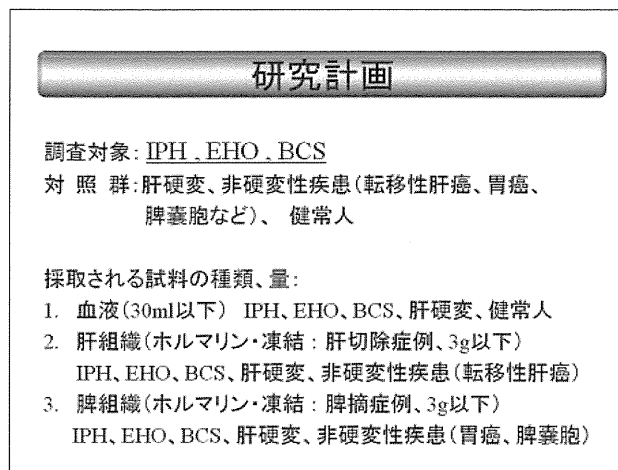 研究計画
調査対象: IPH , EHO , BCS
対 照 群:肝硬変、非硬変性疾患(転移性肝癌、胃癌、
脾嚢胞など)、 健常人
採取される試料の種類、量:
1. 血液(30ml以下) IPH、EHO、BCS、肝硬変、健常人
2. 肝組織(ホルマリン・凍結:肝切除症例、3g以下)
IPH、EHO、BCS、肝硬変、非硬変性疾患(転移性肝癌)
3. 脾組織(ホルマリン・凍結:脾摘症例、3g以下)
IPH、EHO、BCS、肝硬変、非硬変性疾患(胃癌、脾嚢胞)